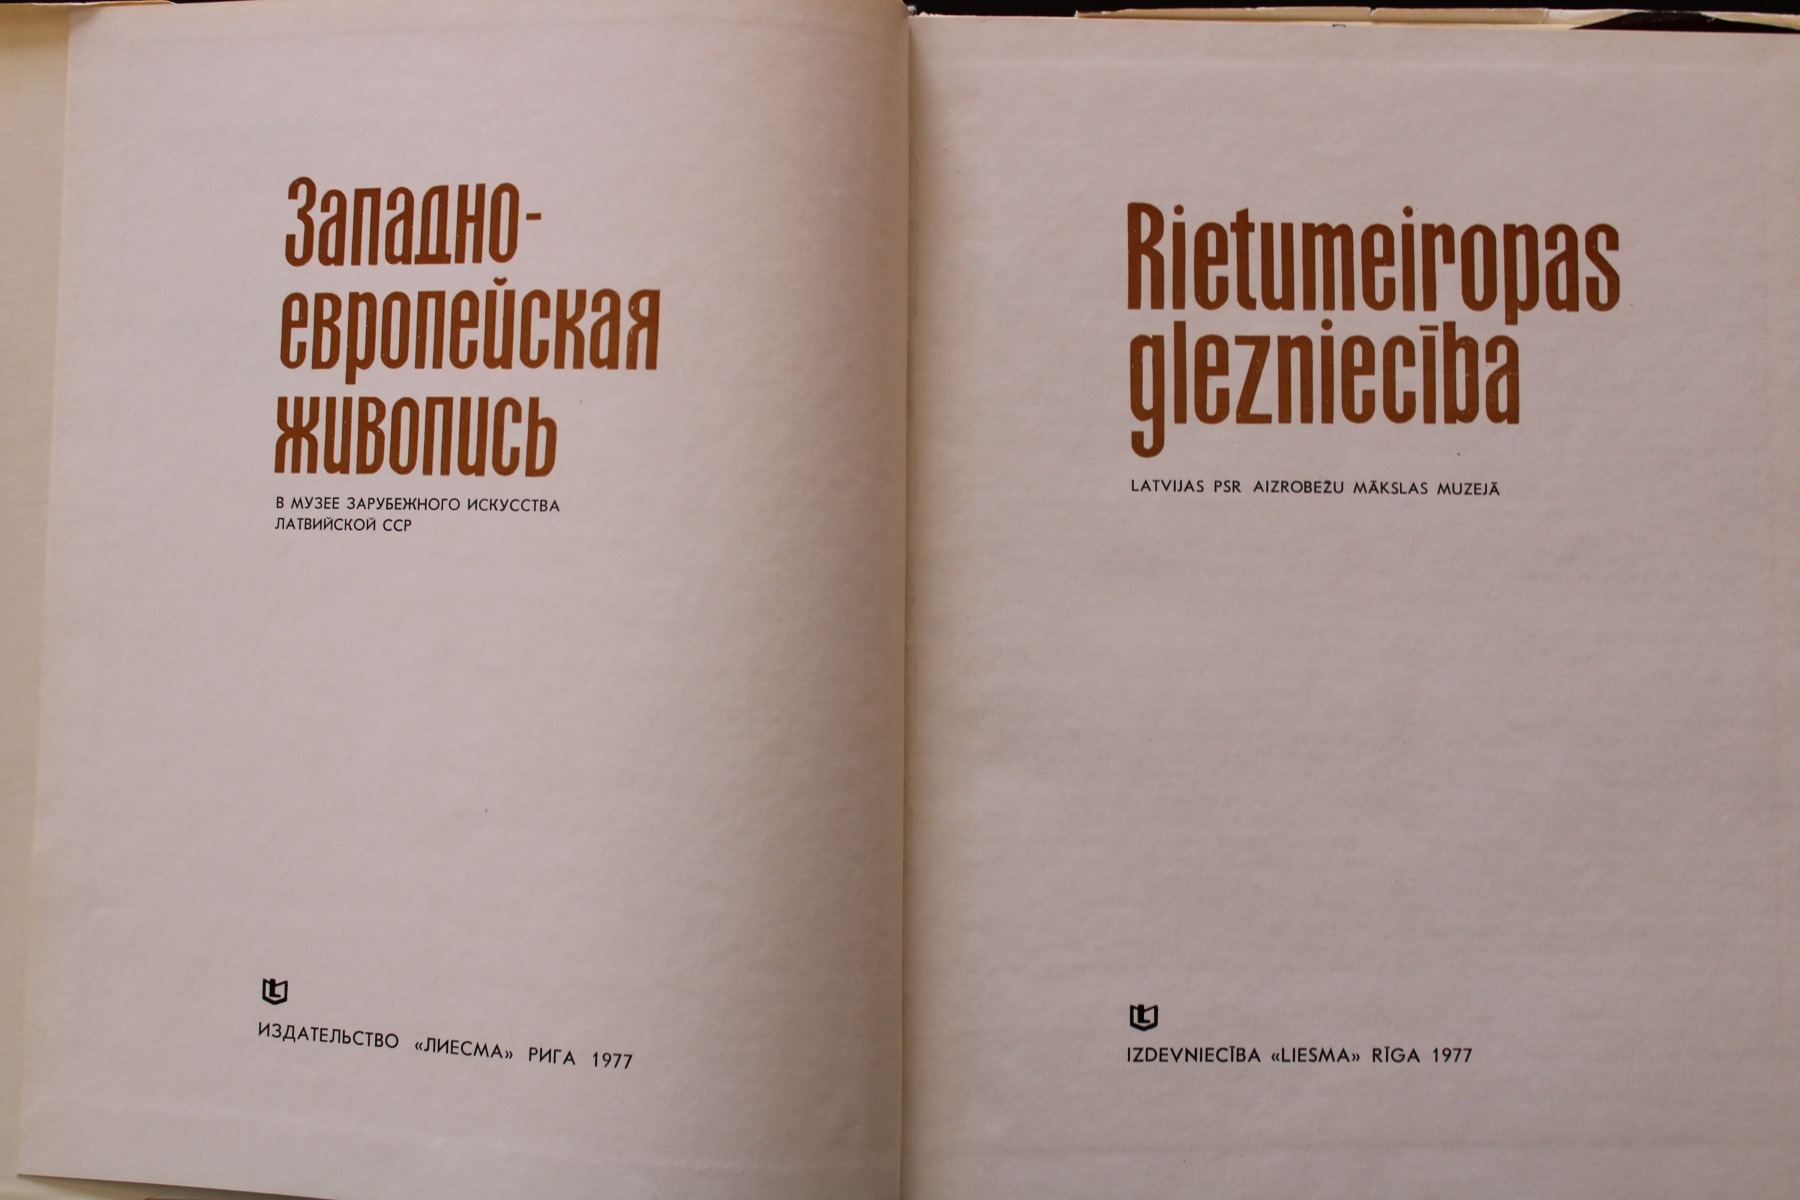 Западно-
европейская
живопись
В МУЗЕЕ ЗАРУБЕЖНОГО ИСКУССТВА
ЛАТВИЙСКОЙ ССР
ИЗДАТЕЛЬСТВО «ЛИЕСМА» РИГА 1977
Rietumeiropas
glezniecība
LATVIJAS PSR AIZROBEŽU MĀKSLAS MUZEJĀ
IZDEVNIECĪBA «LIESMA» RĪGA 1977